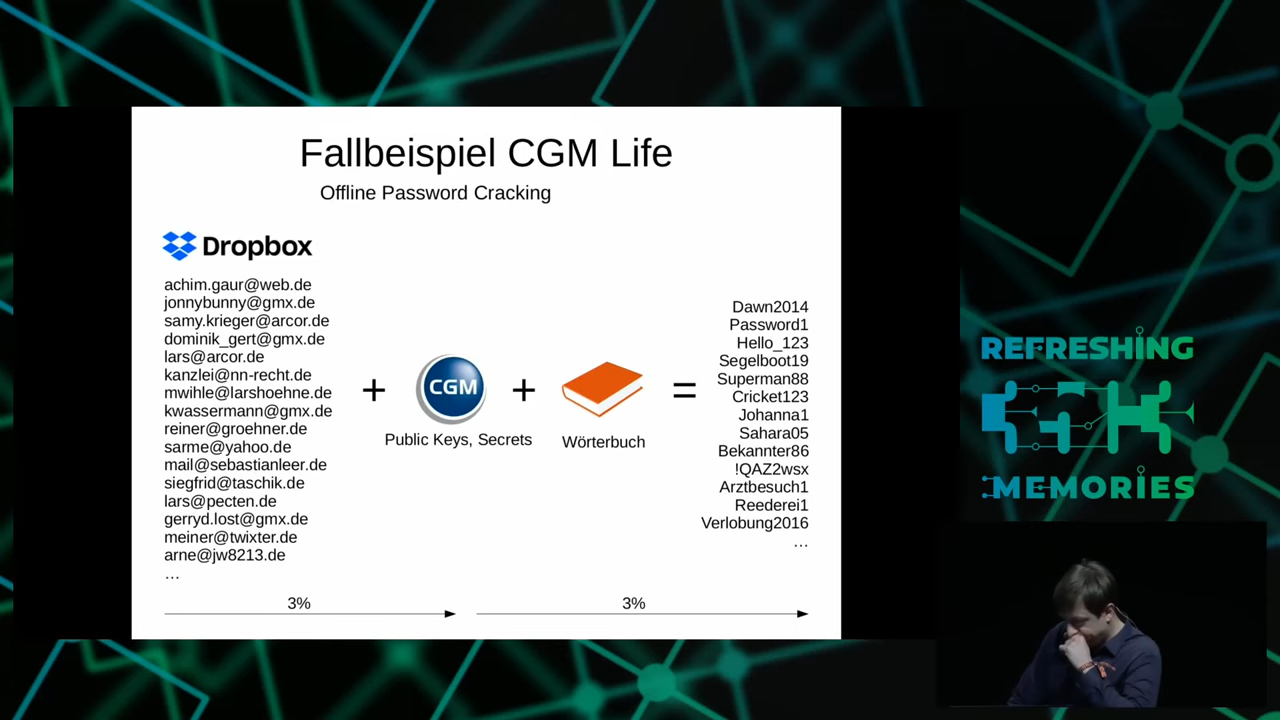 Fallbeispiel CGM Life
Offline Password Cracking
Dropbox
achim.gaur@web.de
jonnybunny@gmx.de
samy.krieger@arcor.de
dominik_gert@gmx.de
lars@arcor.de
kanzlei@nn-recht.de
mwihle@larshoehne.de
kwassermann@gmx.de
reiner@groehner.de
sarme@yahoo.de
mail@sebastianleer.de
siegfrid@taschik.de
lars@pecten.de
gerryd.lost@gmx.de
meiner@twixter.de
arne@jw8213.de
…
+
CGM
Public Keys, Secrets
+
Wörterbuch
=
Dawn2014
Password1
Hello_123
Segelboot19
Superman88
Cricket123
Johanna1
Sahara05
Bekannter86
!QAZ2wsx
Arztbesuch1
Reederei1
Verlobung2016
…
3%
3%
REFRESHING
MEMORIES